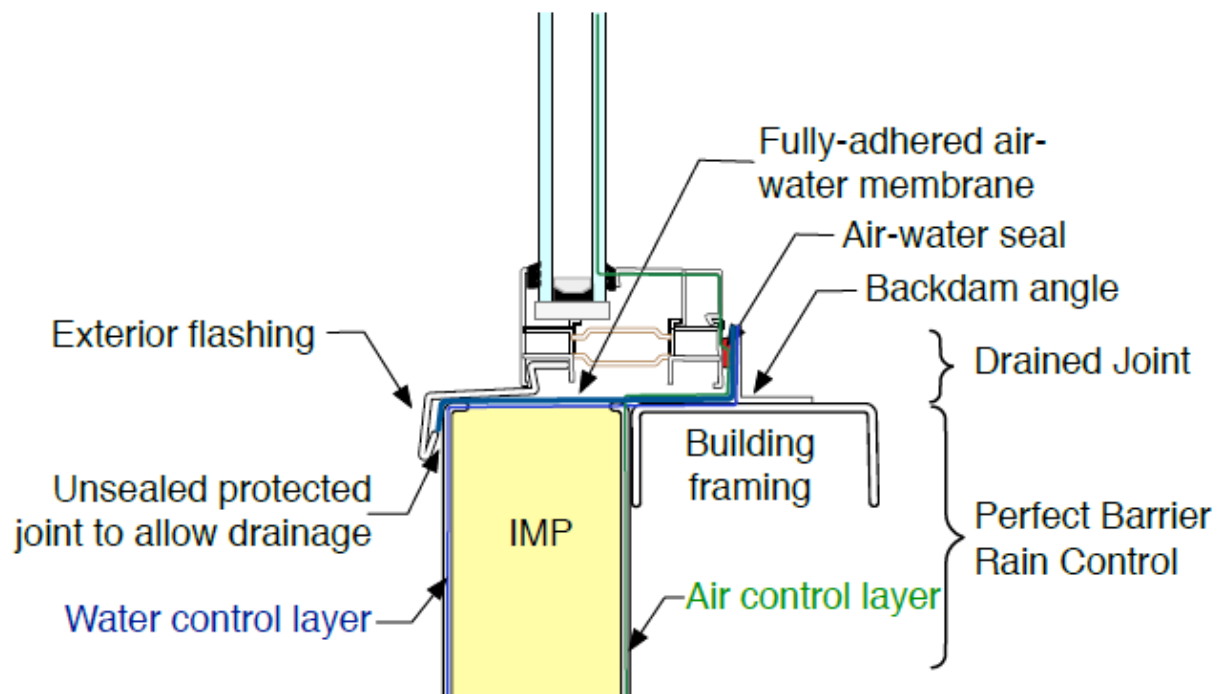 Fully-adhered air-
water membrane
Air-water seal
Backdam angle
Exterior flashing
Drained Joint
Building
framing
Unsealed protected
joint to allow drainage
IMP
Perfect Barrier
Rain Control
Water control layer
Air control layer